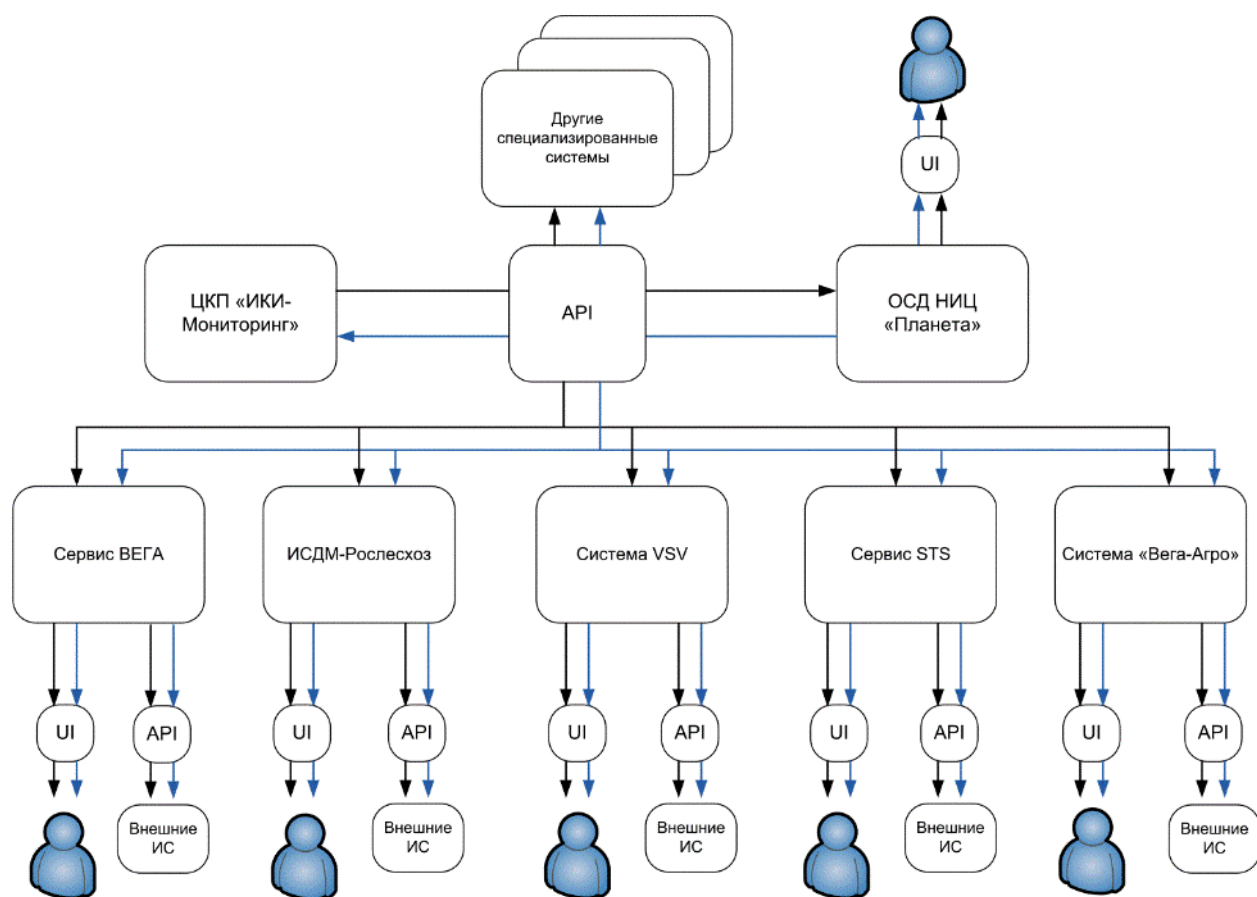 Другие
специализированные
системы
UI
ЦКП «ИКИ-
Мониторинг»
API
ОСД НИЦ
«Планета»
Сервис ВЕГА
ИСДМ-Рослесхоз
Система VSV
Сервис STS
Система «Вега-Агро»
UI
API
UI
API
UI
API
UI
API
UI
API
Внешние
ИС
Внешние
ИС
Внешние
ИС
Внешние
ИС
Внешние
ИС